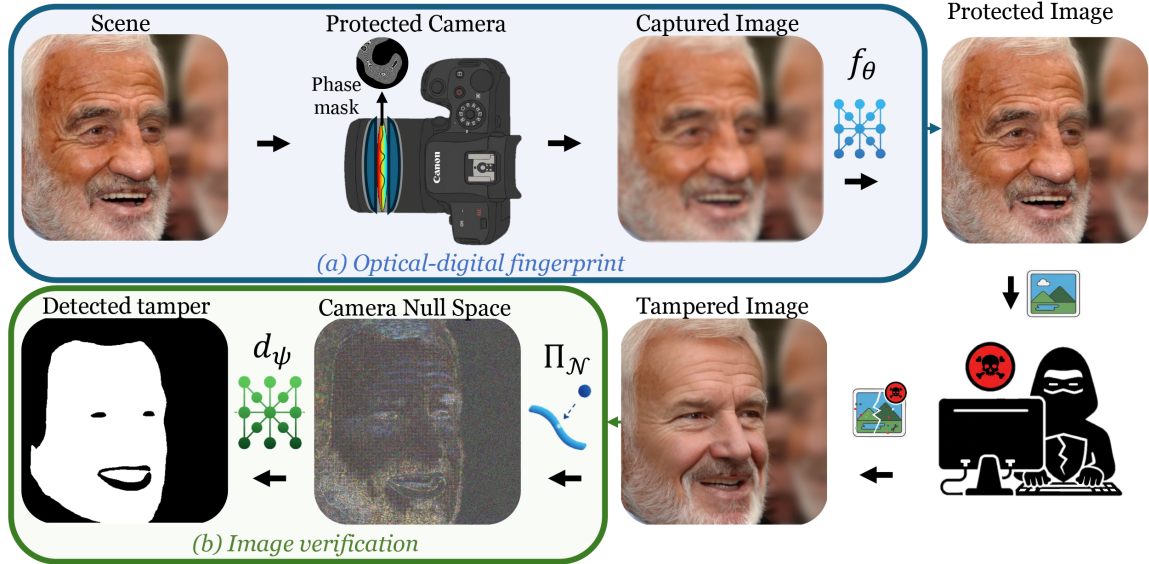 Scene
Protected Camera
Captured Image
Protected Image
Phase
mask
Canon
f_θ
(a) Optical-digital fingerprint
Detected tamper
Camera Null Space
Tampered Image
d_ψ
Π_𝒩
(b) Image verification